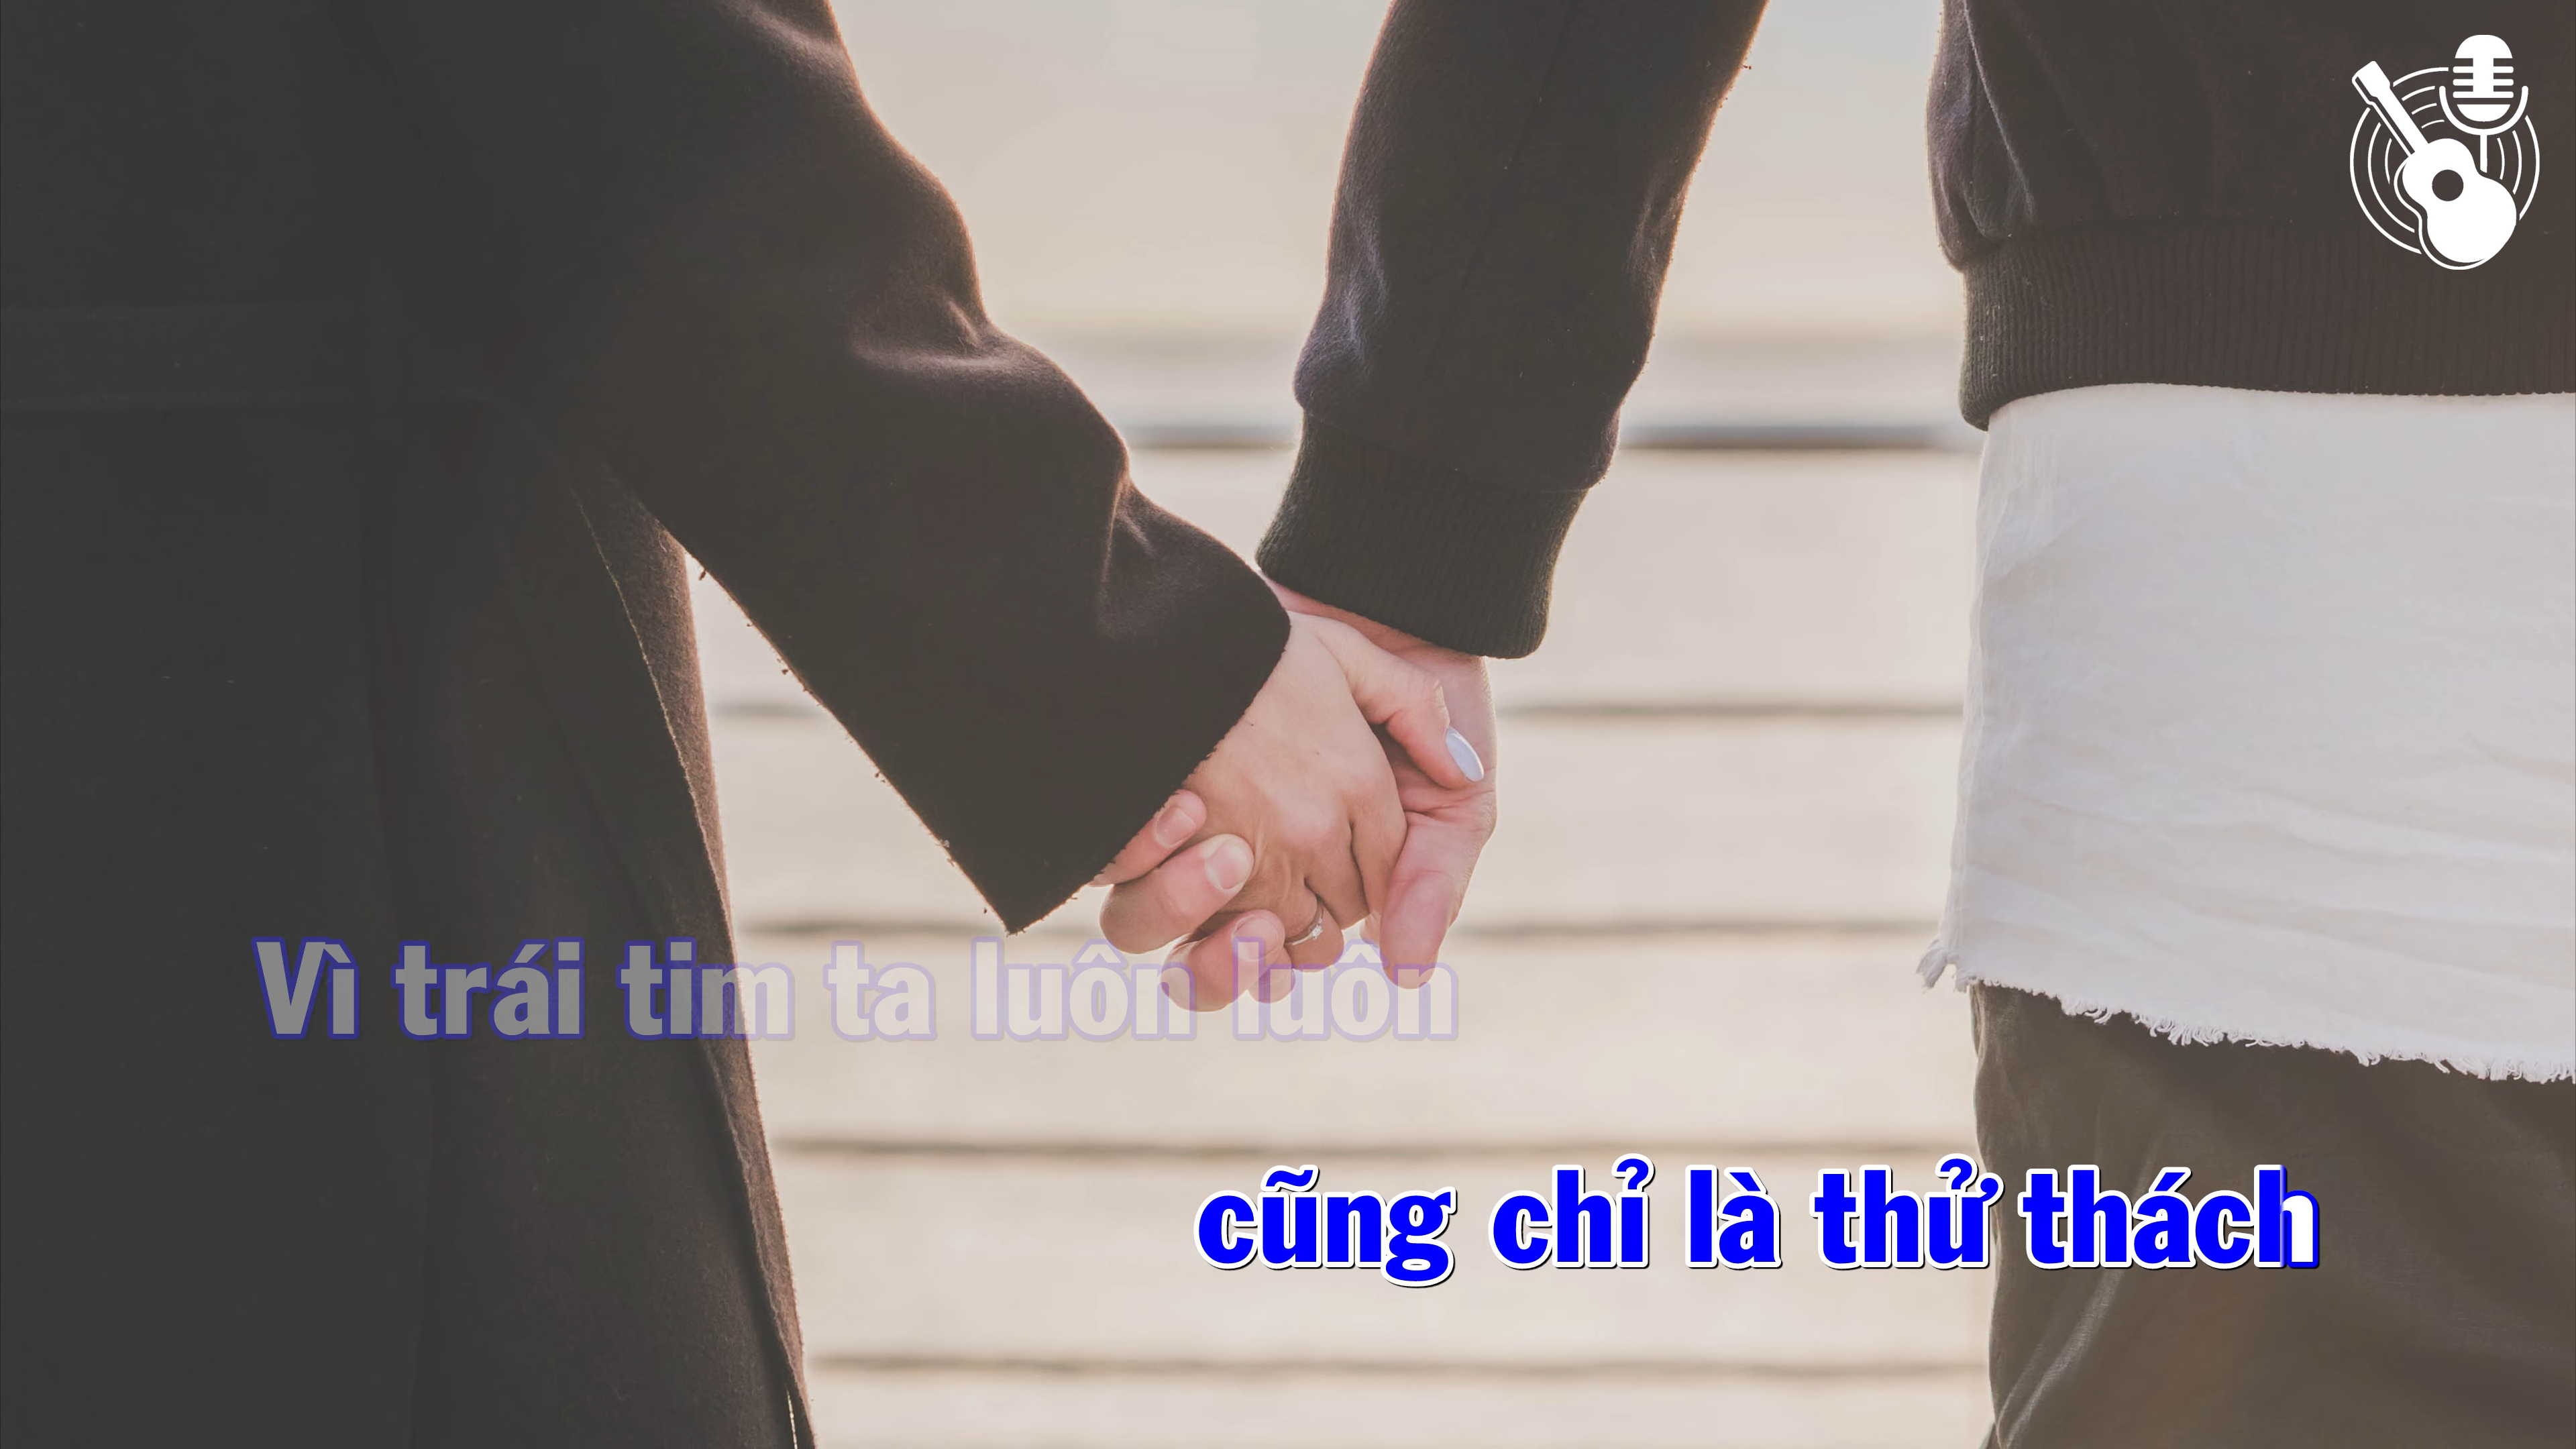 Vì trái tim ta luôn luôn
cũng chỉ là thử thách